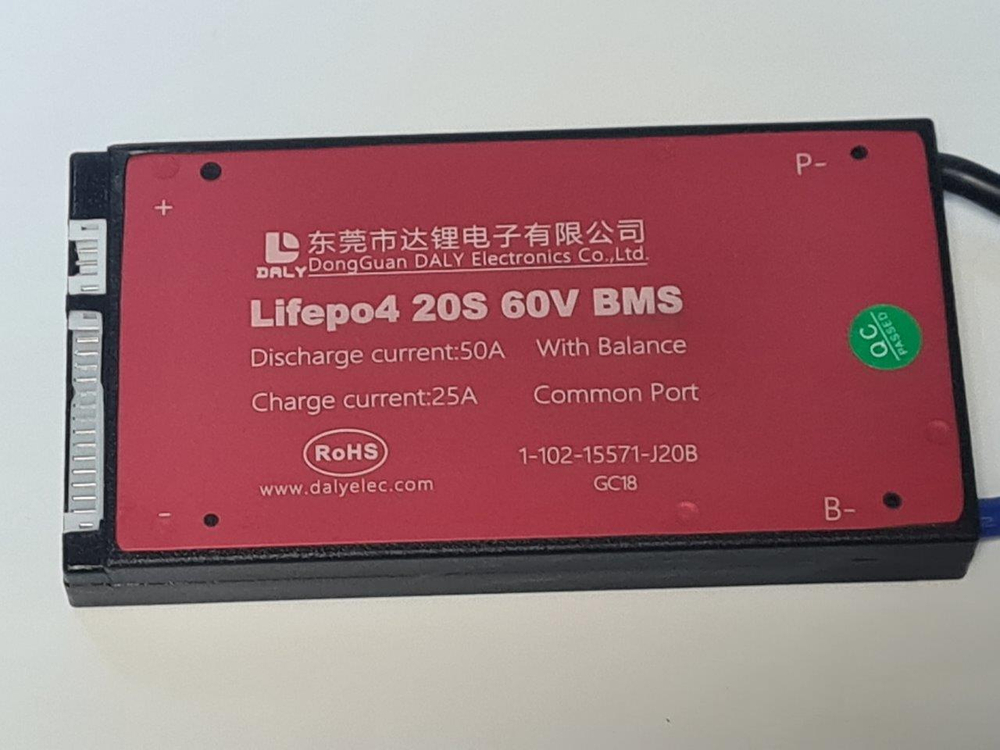 P-
+
东莞市达锂电子有限公司
DALY DongGuan DALY Electronics Co.,Ltd.
Lifepo4 20S 60V BMS
Discharge current:50A With Balance
Charge current:25A Common Port
QC
PASSED
RoHS
1-102-15571-J20B
www.dalyelec.com
GC18
-
B-